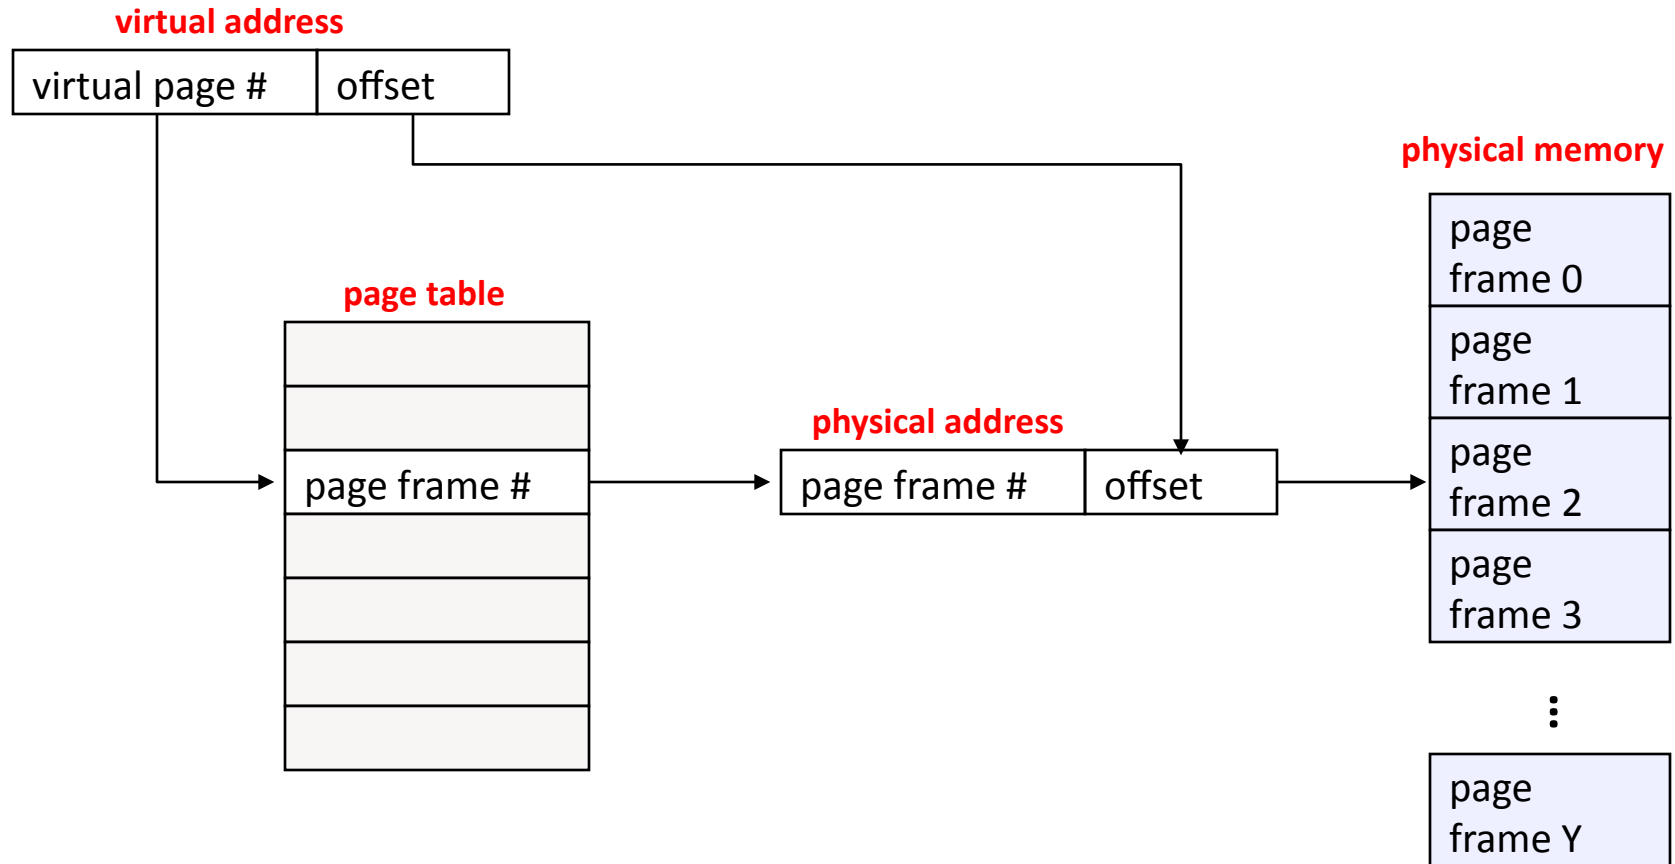 virtual address
virtual page #
offset
physical memory
page
frame 0
page table
page
frame 1
physical address
page frame #
page frame #
offset
page
frame 2
page
frame 3
⋮
page
frame Y